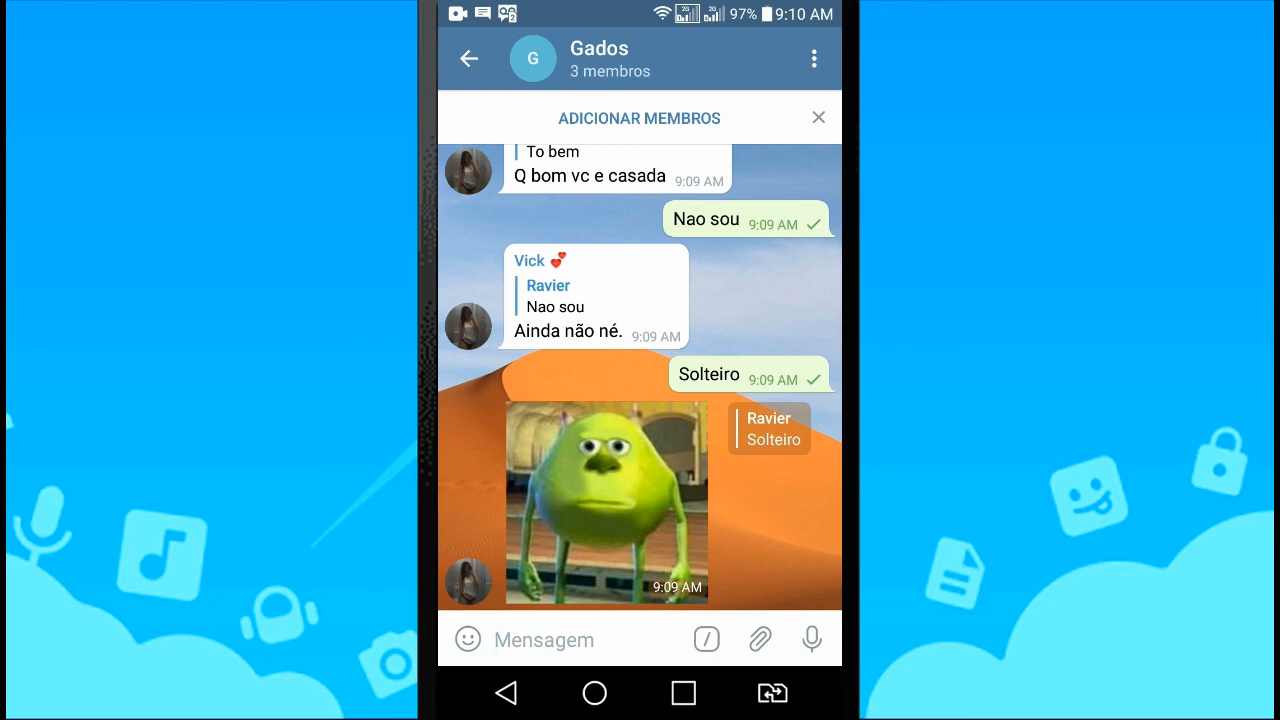 97% 9:10 AM
G
Gados
3 membros
ADICIONAR MEMBROS
To bem
Q bom vc e casada 9:09 AM
Nao sou 9:09 AM
Vick 💕
Ravier
Nao sou
Ainda não né. 9:09 AM
Solteiro 9:09 AM
Ravier
Solteiro
9:09 AM
Mensagem